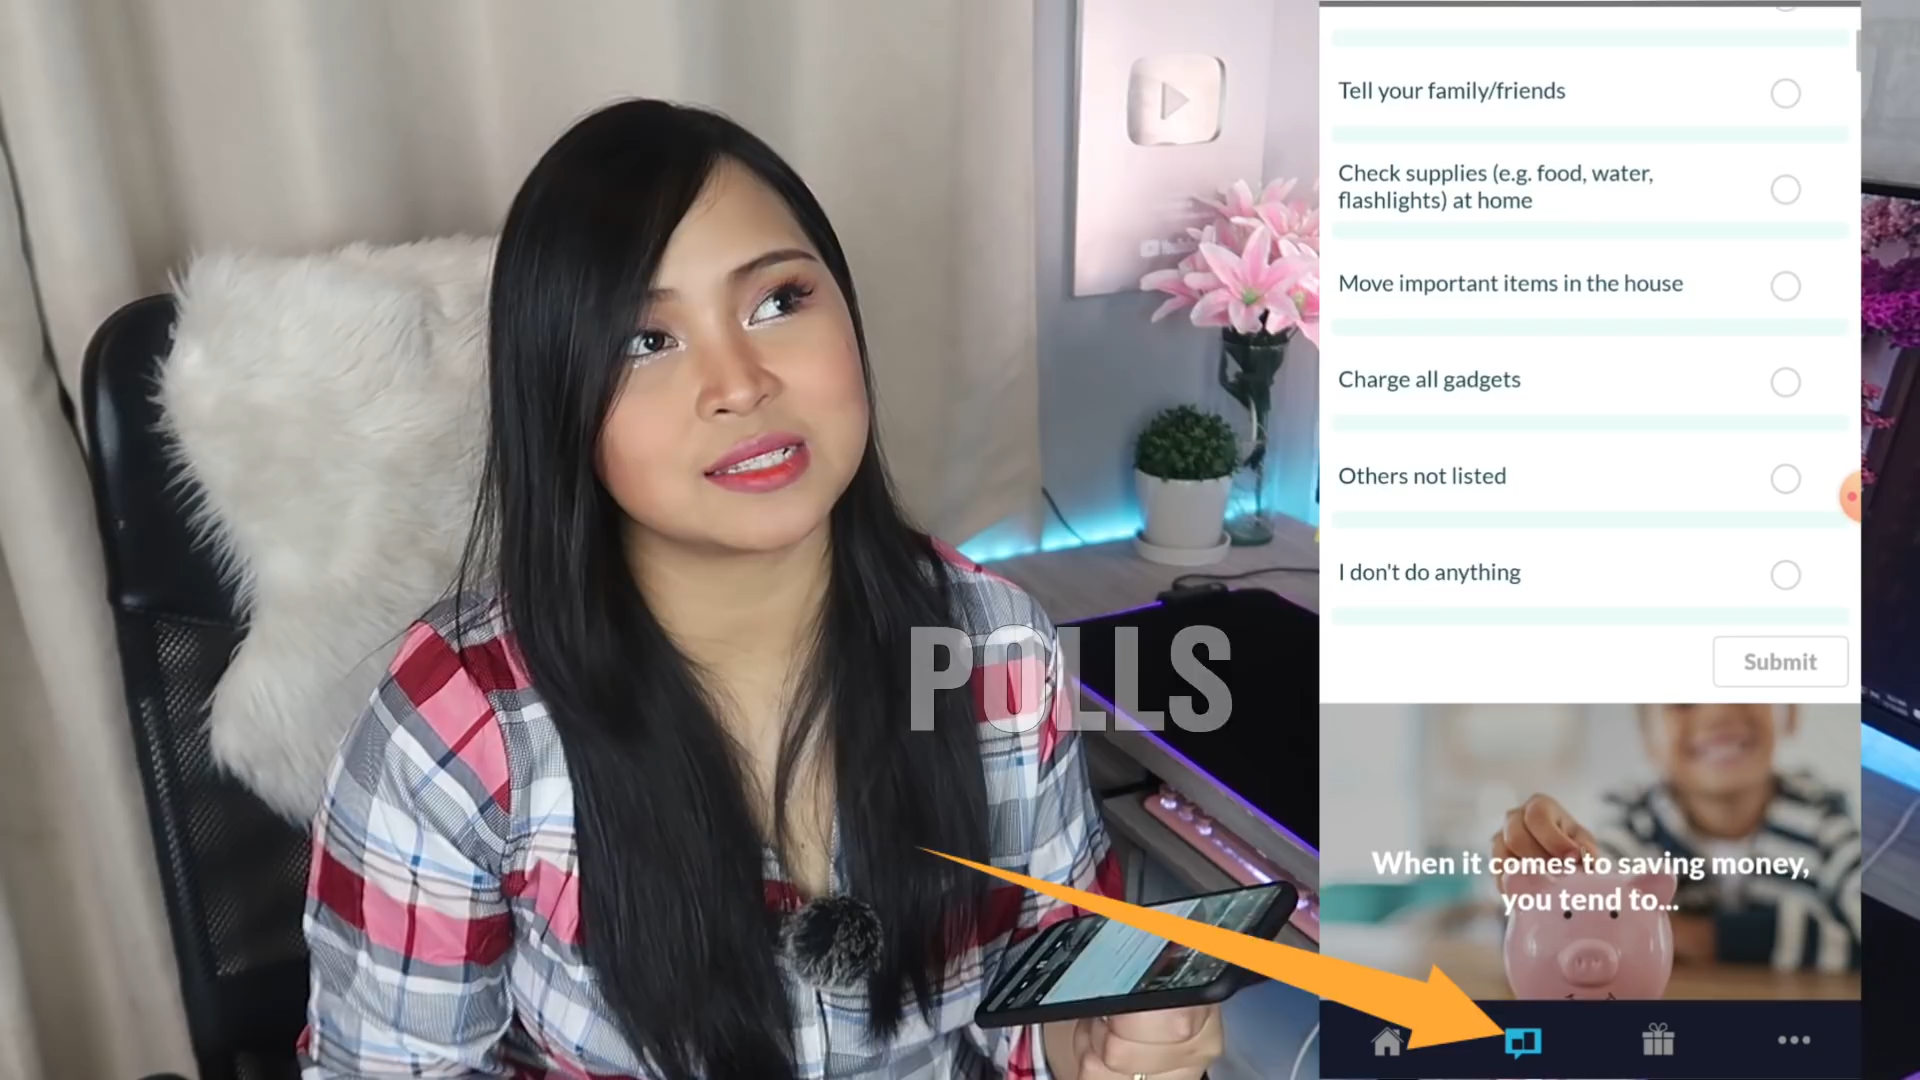 Tell your family/friends
Check supplies (e.g. food, water,
flashlights) at home
Move important items in the house
Charge all gadgets
Others not listed
I don't do anything
Submit
POLLS
When it comes to saving money,
you tend to...